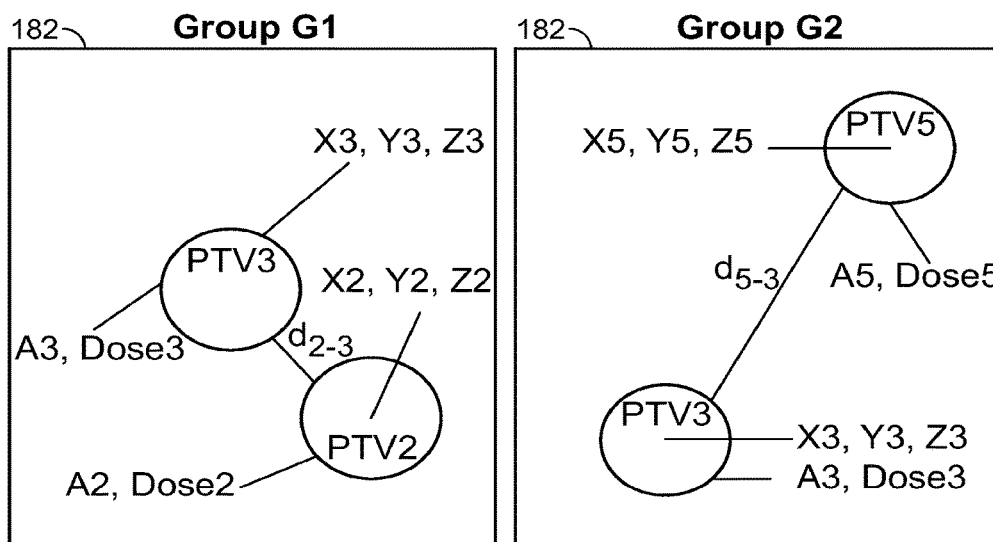 182 Group G1
X3, Y3, Z3
PTV3
X2, Y2, Z2
d2-3
A3, Dose3
PTV2
A2, Dose2
182 Group G2
PTV5
X5, Y5, Z5
d5-3
A5, Dose5
PTV3
X3, Y3, Z3
A3, Dose3